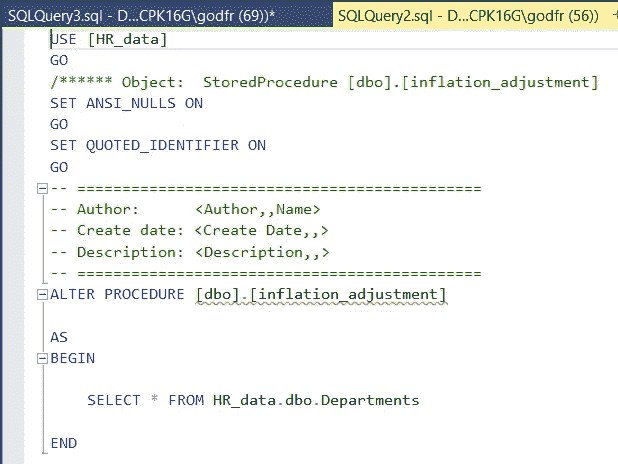 SQLQuery3.sql - D...CPK16G\godfr (69))*
SQLQuery2.sql - D...CPK16G\godfr (56))
USE [HR_data]
GO
/****** Object:  StoredProcedure [dbo].[inflation_adjustment]
SET ANSI_NULLS ON
GO
SET QUOTED_IDENTIFIER ON
GO
-- =============================================
-- Author:      <Author,,Name>
-- Create date: <Create Date,,>
-- Description: <Description,,>
-- =============================================
ALTER PROCEDURE [dbo].[inflation_adjustment]
AS
BEGIN
SELECT * FROM HR_data.dbo.Departments
END